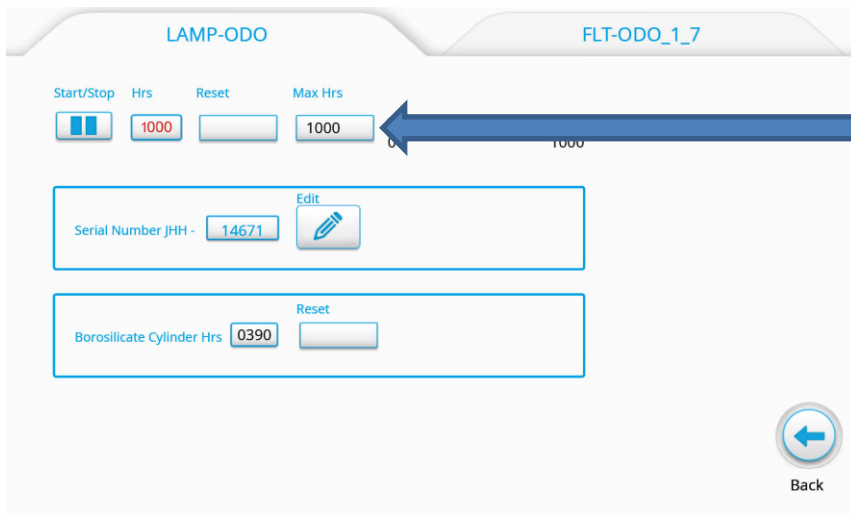 LAMP-ODO FLT-ODO_1_7
Start/Stop Hrs Reset Max Hrs
1000 1000
0 1000
Edit
Serial Number JHH - 14671
Reset
Borosilicate Cylinder Hrs 0390
Back